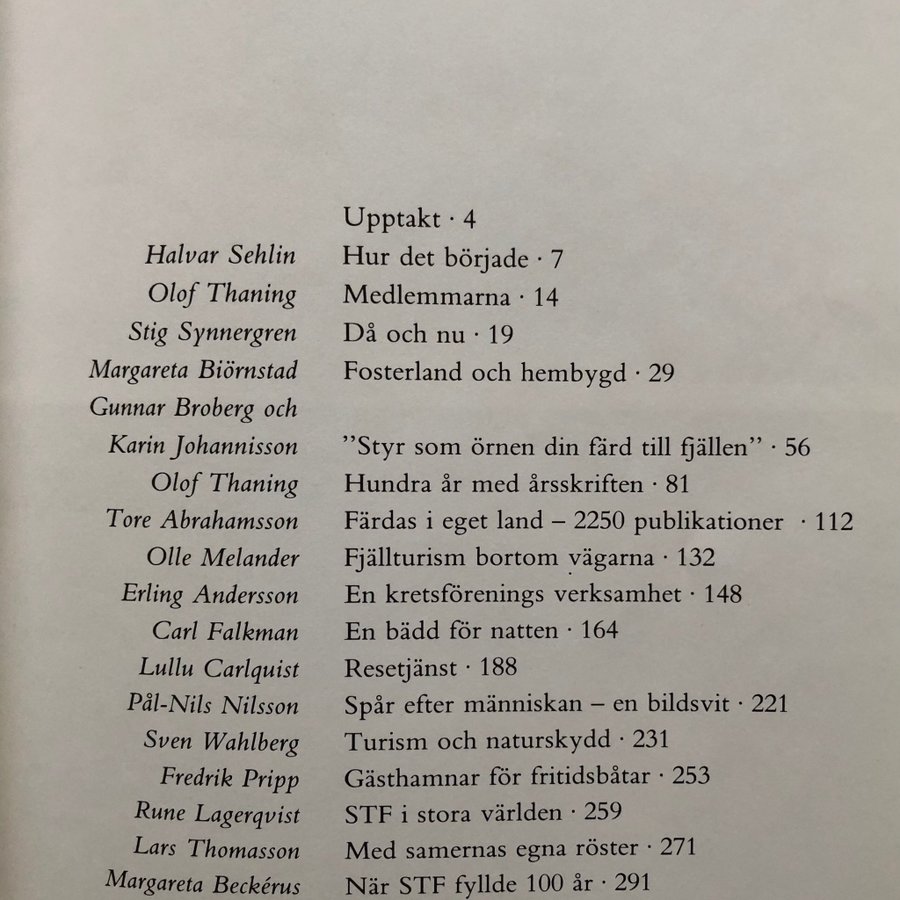 Upptakt · 4
Halvar Sehlin Hur det började · 7
Olof Thaning Medlemmarna · 14
Stig Synnergren Då och nu · 19
Margareta Biörnstad Fosterland och hembygd · 29
Gunnar Broberg och
Karin Johannisson ”Styr som örnen din färd till fjällen” · 56
Olof Thaning Hundra år med årsskriften · 81
Tore Abrahamsson Färdas i eget land – 2250 publikationer · 112
Olle Melander Fjällturism bortom vägarna · 132
Erling Andersson En kretsförenings verksamhet · 148
Carl Falkman En bädd för natten · 164
Lullu Carlquist Resetjänst · 188
Pål-Nils Nilsson Spår efter människan – en bildsvit · 221
Sven Wahlberg Turism och naturskydd · 231
Fredrik Pripp Gästhamnar för fritidsbåtar · 253
Rune Lagerqvist STF i stora världen · 259
Lars Thomasson Med samernas egna röster · 271
Margareta Beckérus När STF fyllde 100 år · 291